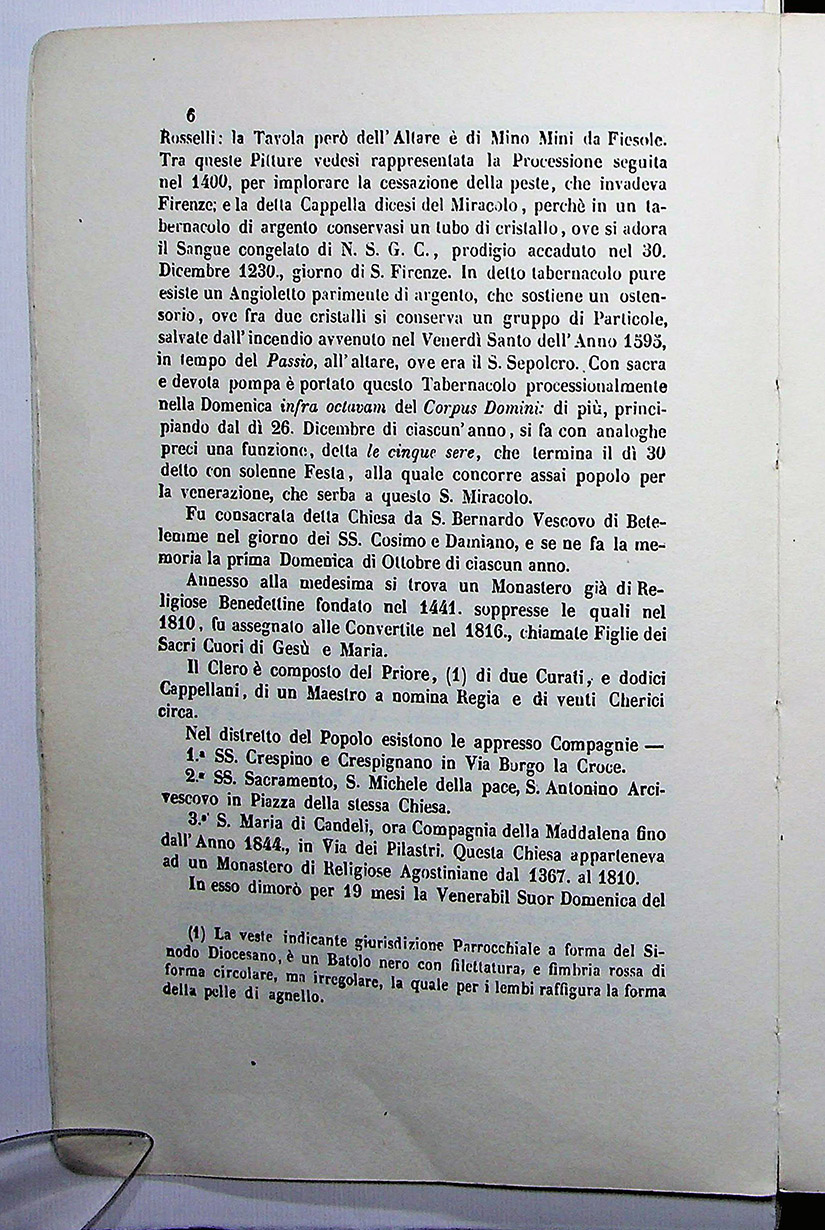 6
Rosselli: la Tavola però dell'Altare è di Mino Mini da Fiesole.
Tra queste Pitture vedesi rappresentata la Processione seguita
nel 1400, per implorare la cessazione della peste, che invadeva
Firenze; e la detta Cappella dicesi del Miracolo, perchè in un ta-
bernacolo di argento conservasi un tubo di cristallo, ove si adora
il Sangue congelato di N. S. G. C., prodigio accaduto nel 30.
Dicembre 1230., giorno di S. Firenze. In detto tabernacolo pure
esiste un Angioletto parimente di argento, che sostiene un osten-
sorio, ove fra due cristalli si conserva un gruppo di Particole,
salvate dall'incendio avvenuto nel Venerdì Santo dell'Anno 1595,
in tempo del Passio, all'altare, ove era il S. Sepolcro. Con sacra
e devota pompa è portato questo Tabernacolo processionalmente
nella Domenica infra octavam del Corpus Domini: di più, princi-
piando dal dì 26. Dicembre di ciascun'anno, si fa con analoghe
preci una funzione, detta le cinque sere, che termina il dì 30
detto con solenne Festa, alla quale concorre assai popolo per
la venerazione, che serba a questo S. Miracolo.
Fu consacrata detta Chiesa da S. Bernardo Vescovo di Bete-
lemme nel giorno dei SS. Cosimo e Damiano, e se ne fa la me-
moria la prima Domenica di Ottobre di ciascun anno.
Annesso alla medesima si trova un Monastero già di Re-
ligiose Benedettine fondato nel 1441. suppresse le quali nel
1810, fu assegnato alle Convertite nel 1816., chiamate Figlie dei
Sacri Cuori di Gesù e Maria.
Il Clero è composto del Priore, (1) di due Curati, e dodici
Cappellani, di un Maestro a nomina Regia e di venti Cherici
circa.
Nel distretto del Popolo esistono le appresso Compagnie —
1.ª SS. Crespino e Crespignano in Via Borgo la Croce.
2.ª SS. Sacramento, S. Michele della pace, S. Antonino Arci-
vescovo in Piazza della stessa Chiesa.
3.ª S. Maria di Candeli, ora Compagnia della Maddalena fino
dall'Anno 1844., in Via dei Pilastri. Questa Chiesa apparteneva
ad un Monastero di Religiose Agostiniane dal 1367. al 1810.
In esso dimorò per 19 mesi la Venerabil Suor Domenica del
(1) La veste indicante giurisdizione Parrocchiale a forma del Si-
nodo Diocesano, è un Batolo nero con filettatura, e fimbria rossa di
forma circolare, ma irregolare, la quale per i lembi raffigura la forma
della pelle di agnello.